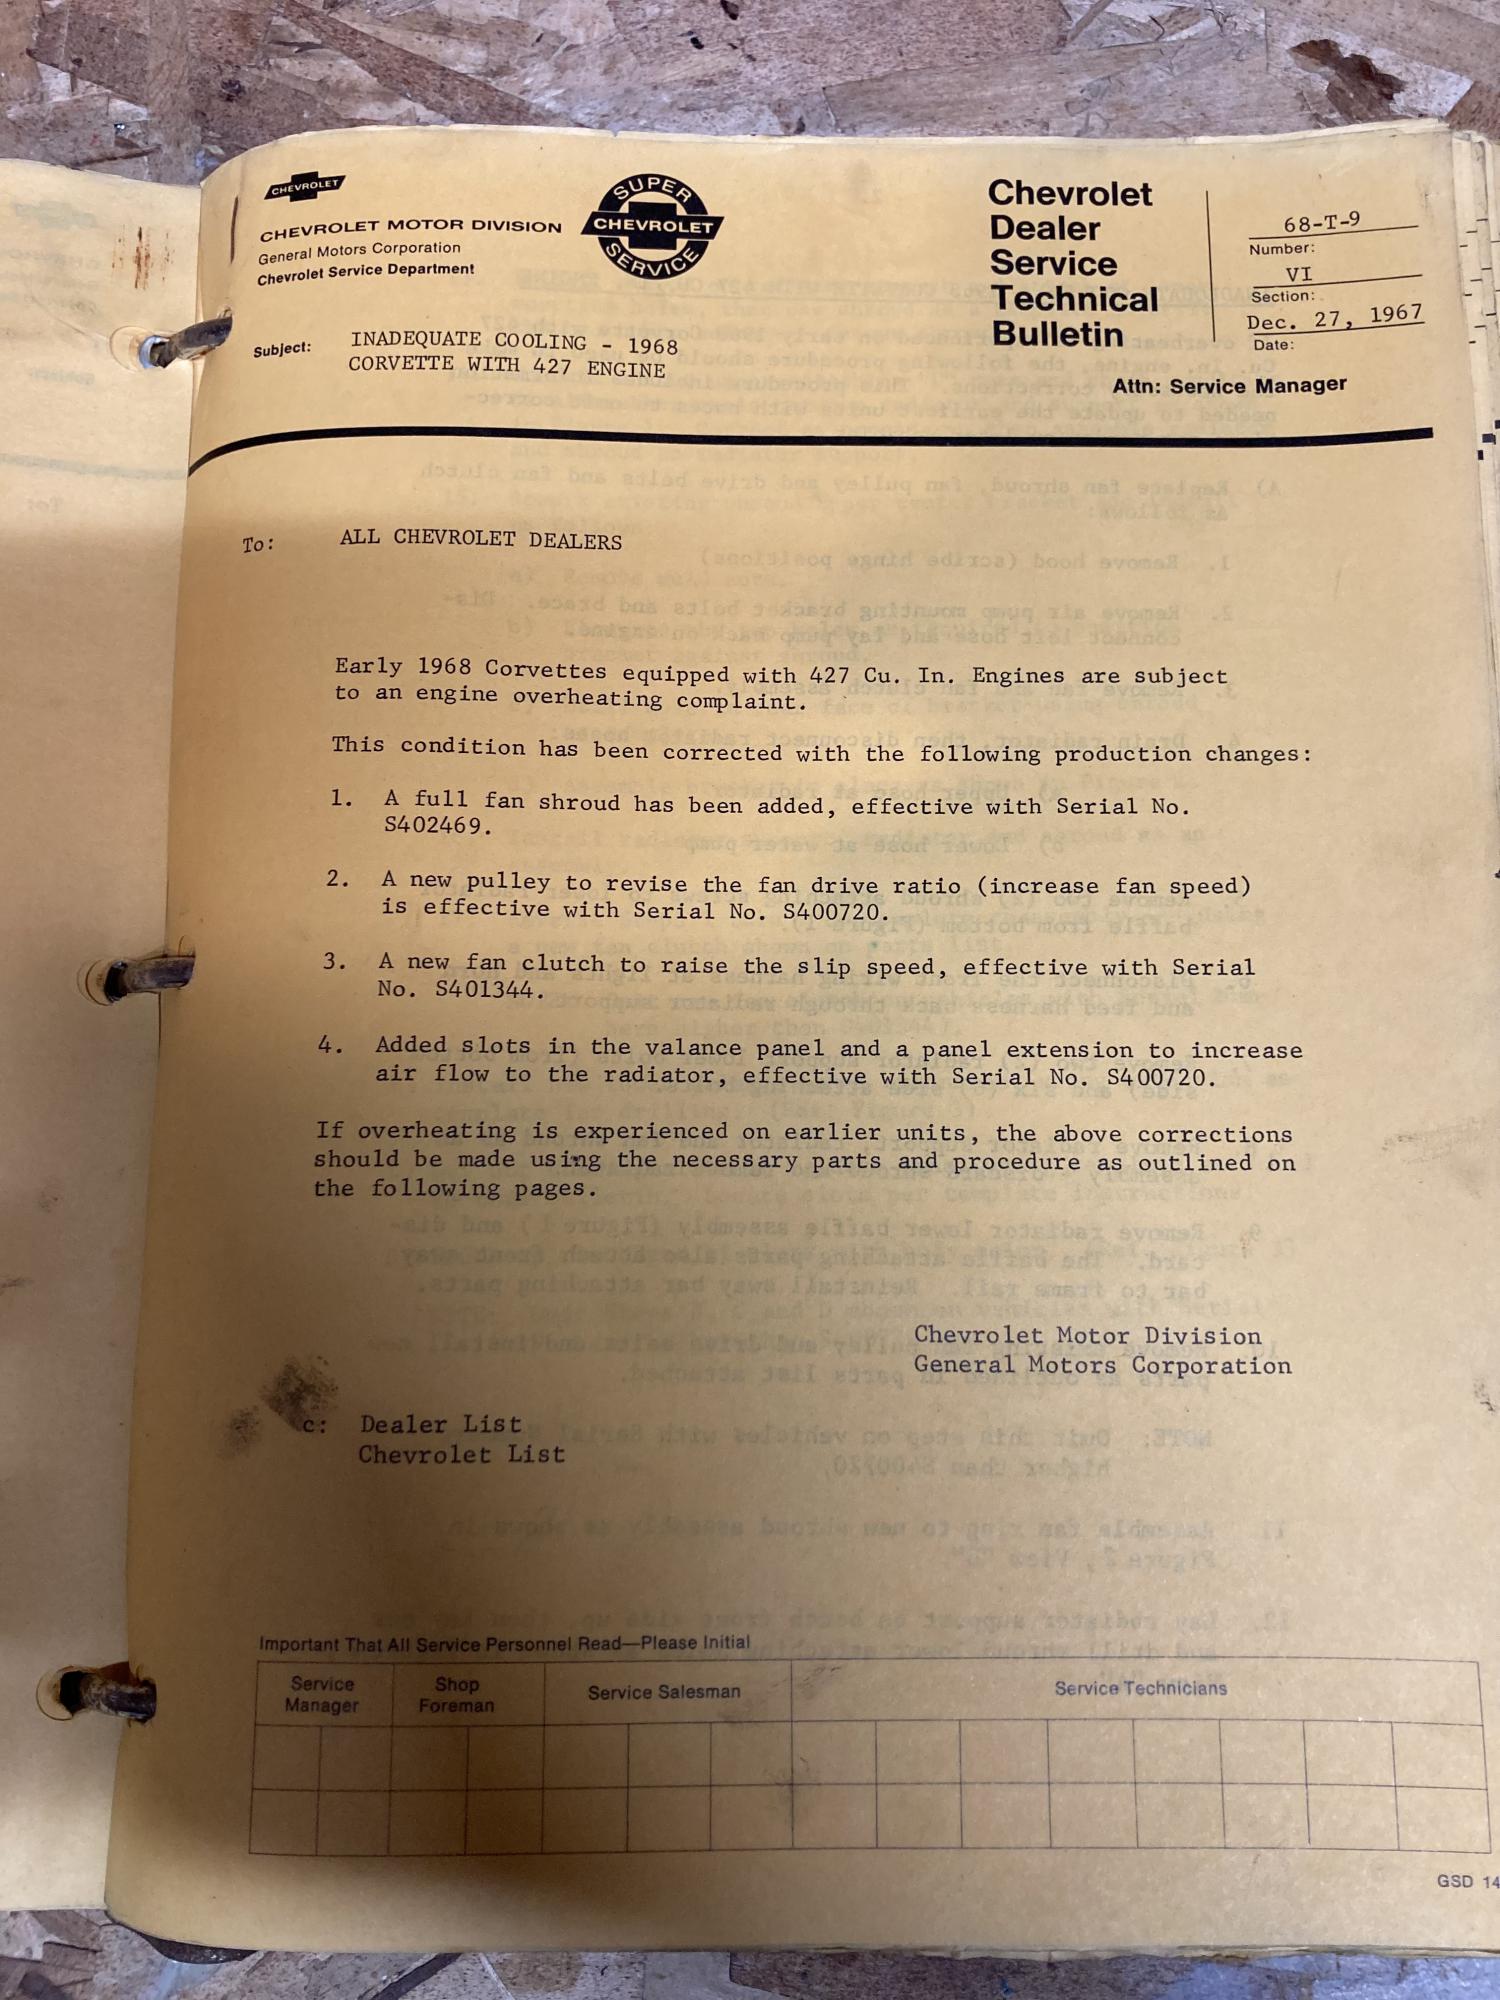 CHEVROLET
CHEVROLET MOTOR DIVISION
General Motors Corporation
Chevrolet Service Department
SUPER
CHEVROLET
SERVICE
Chevrolet
Dealer
Service
Technical
Bulletin
68-T-9
Number:
VI
Section:
Dec. 27, 1967
Date:
Attn: Service Manager
Subject: INADEQUATE COOLING - 1968
CORVETTE WITH 427 ENGINE
To: ALL CHEVROLET DEALERS
Early 1968 Corvettes equipped with 427 Cu. In. Engines are subject
to an engine overheating complaint.
This condition has been corrected with the following production changes:
1. A full fan shroud has been added, effective with Serial No.
S402469.
2. A new pulley to revise the fan drive ratio (increase fan speed)
is effective with Serial No. S400720.
3. A new fan clutch to raise the slip speed, effective with Serial
No. S401344.
4. Added slots in the valance panel and a panel extension to increase
air flow to the radiator, effective with Serial No. S400720.
If overheating is experienced on earlier units, the above corrections
should be made using the necessary parts and procedure as outlined on
the following pages.
Chevrolet Motor Division
General Motors Corporation
c: Dealer List
Chevrolet List
Important That All Service Personnel Read—Please Initial
Service
Manager
Shop
Foreman
Service Salesman
Service Technicians
GSD 14